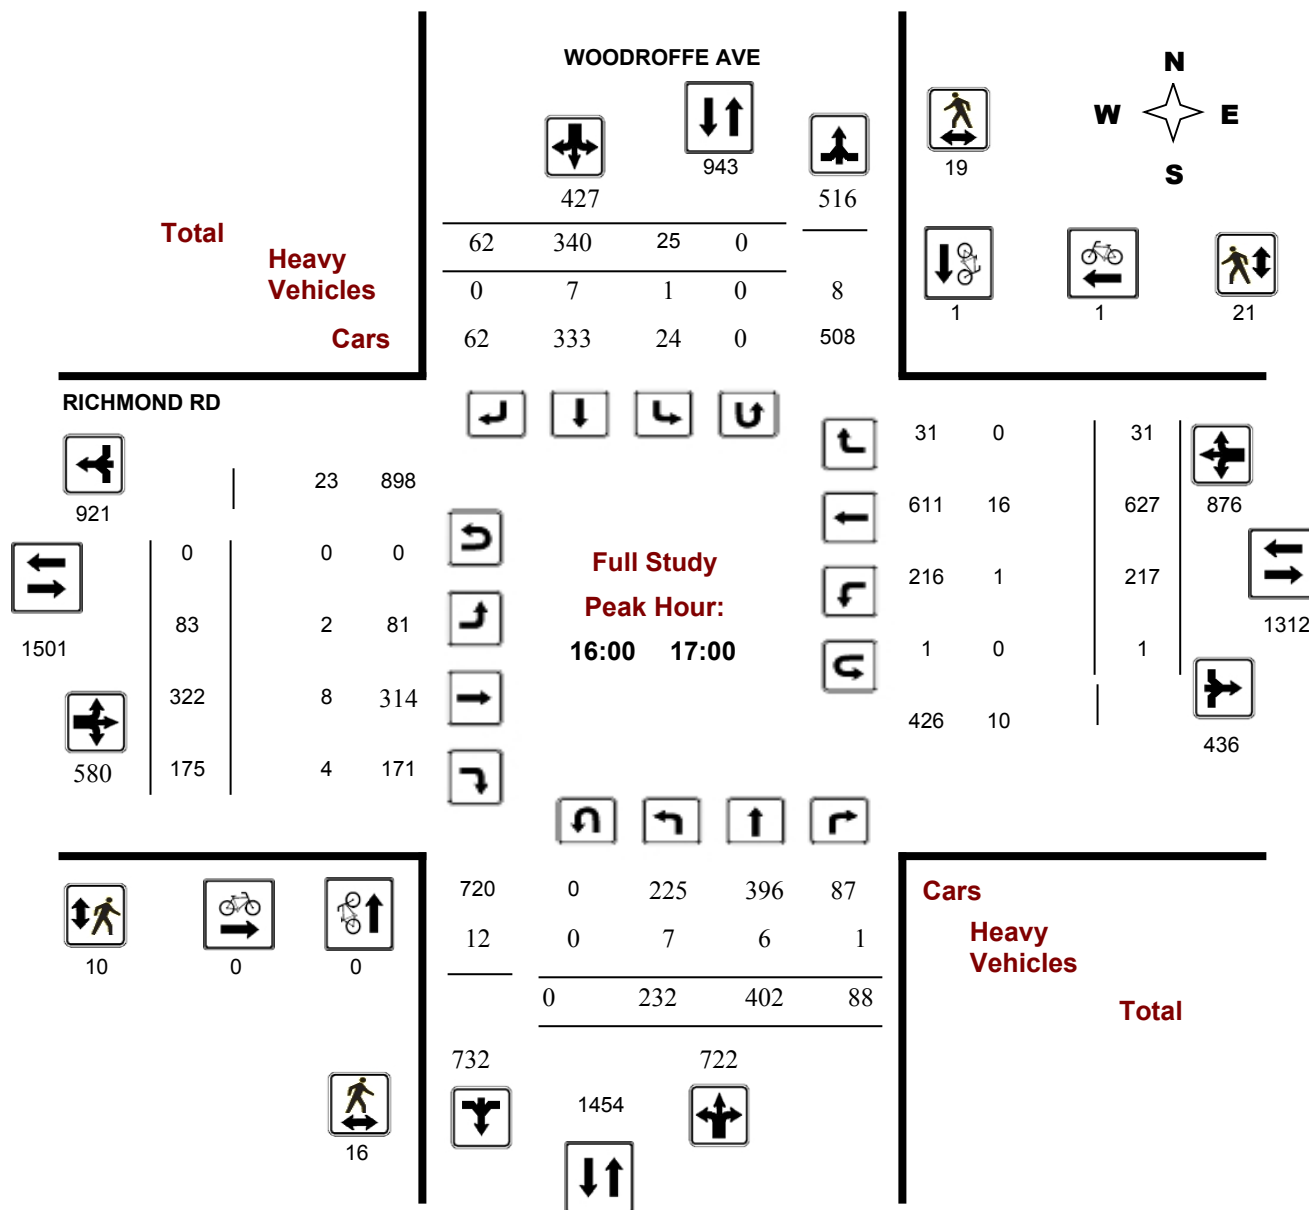 WOODROFFE AVE
N
W E
S
943
19
427 516
Total 62 340 25 0
Heavy
Vehicles 0 7 1 0 8
1 1 21
Cars 62 333 24 0 508
RICHMOND RD
31 0 31
23 898
921
611 16 627 876
0 0 0
Full Study
216 1 217
Peak Hour:
83 2 81
1312
1501
16:00 17:00
1 0 1
322 8 314
426 10
436
580 175 4 171
720 0 225 396 87 Cars
12 0 7 6 1 Heavy
Vehicles
10 0 0
0 232 402 88
Total
732 722
1454
16